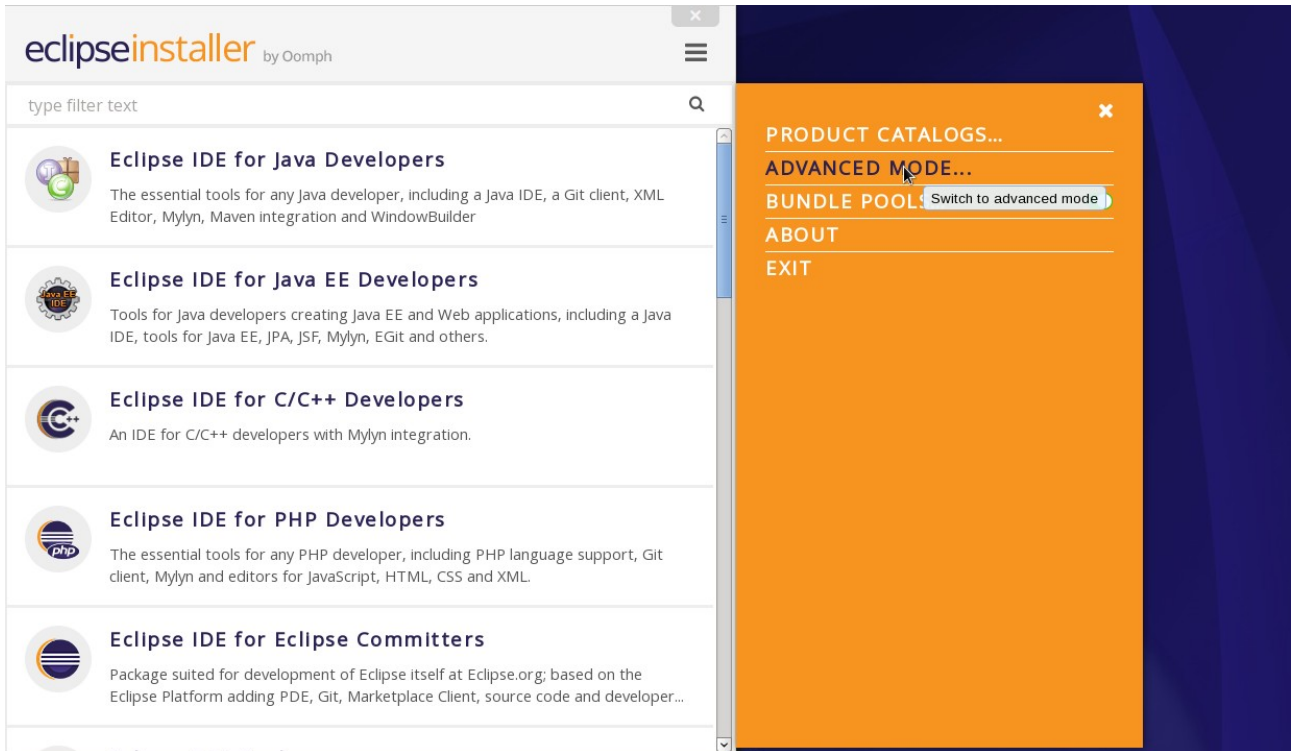 eclipseinstaller by Oomph
type filter text
Eclipse IDE for Java Developers
The essential tools for any Java developer, including a Java IDE, a Git client, XML
Editor, Mylyn, Maven integration and WindowBuilder
Eclipse IDE for Java EE Developers
Java EE
IDE
Tools for Java developers creating Java EE and Web applications, including a Java
IDE, tools for Java EE, JPA, JSF, Mylyn, EGit and others.
Eclipse IDE for C/C++ Developers
C++
An IDE for C/C++ developers with Mylyn integration.
Eclipse IDE for PHP Developers
php
The essential tools for any PHP developer, including PHP language support, Git
client, Mylyn and editors for JavaScript, HTML, CSS and XML.
Eclipse IDE for Eclipse Committers
Package suited for development of Eclipse itself at Eclipse.org; based on the
Eclipse Platform adding PDE, Git, Marketplace Client, source code and developer...
PRODUCT CATALOGS...
ADVANCED MODE...
Switch to advanced mode
BUNDLE POOLS
ABOUT
EXIT